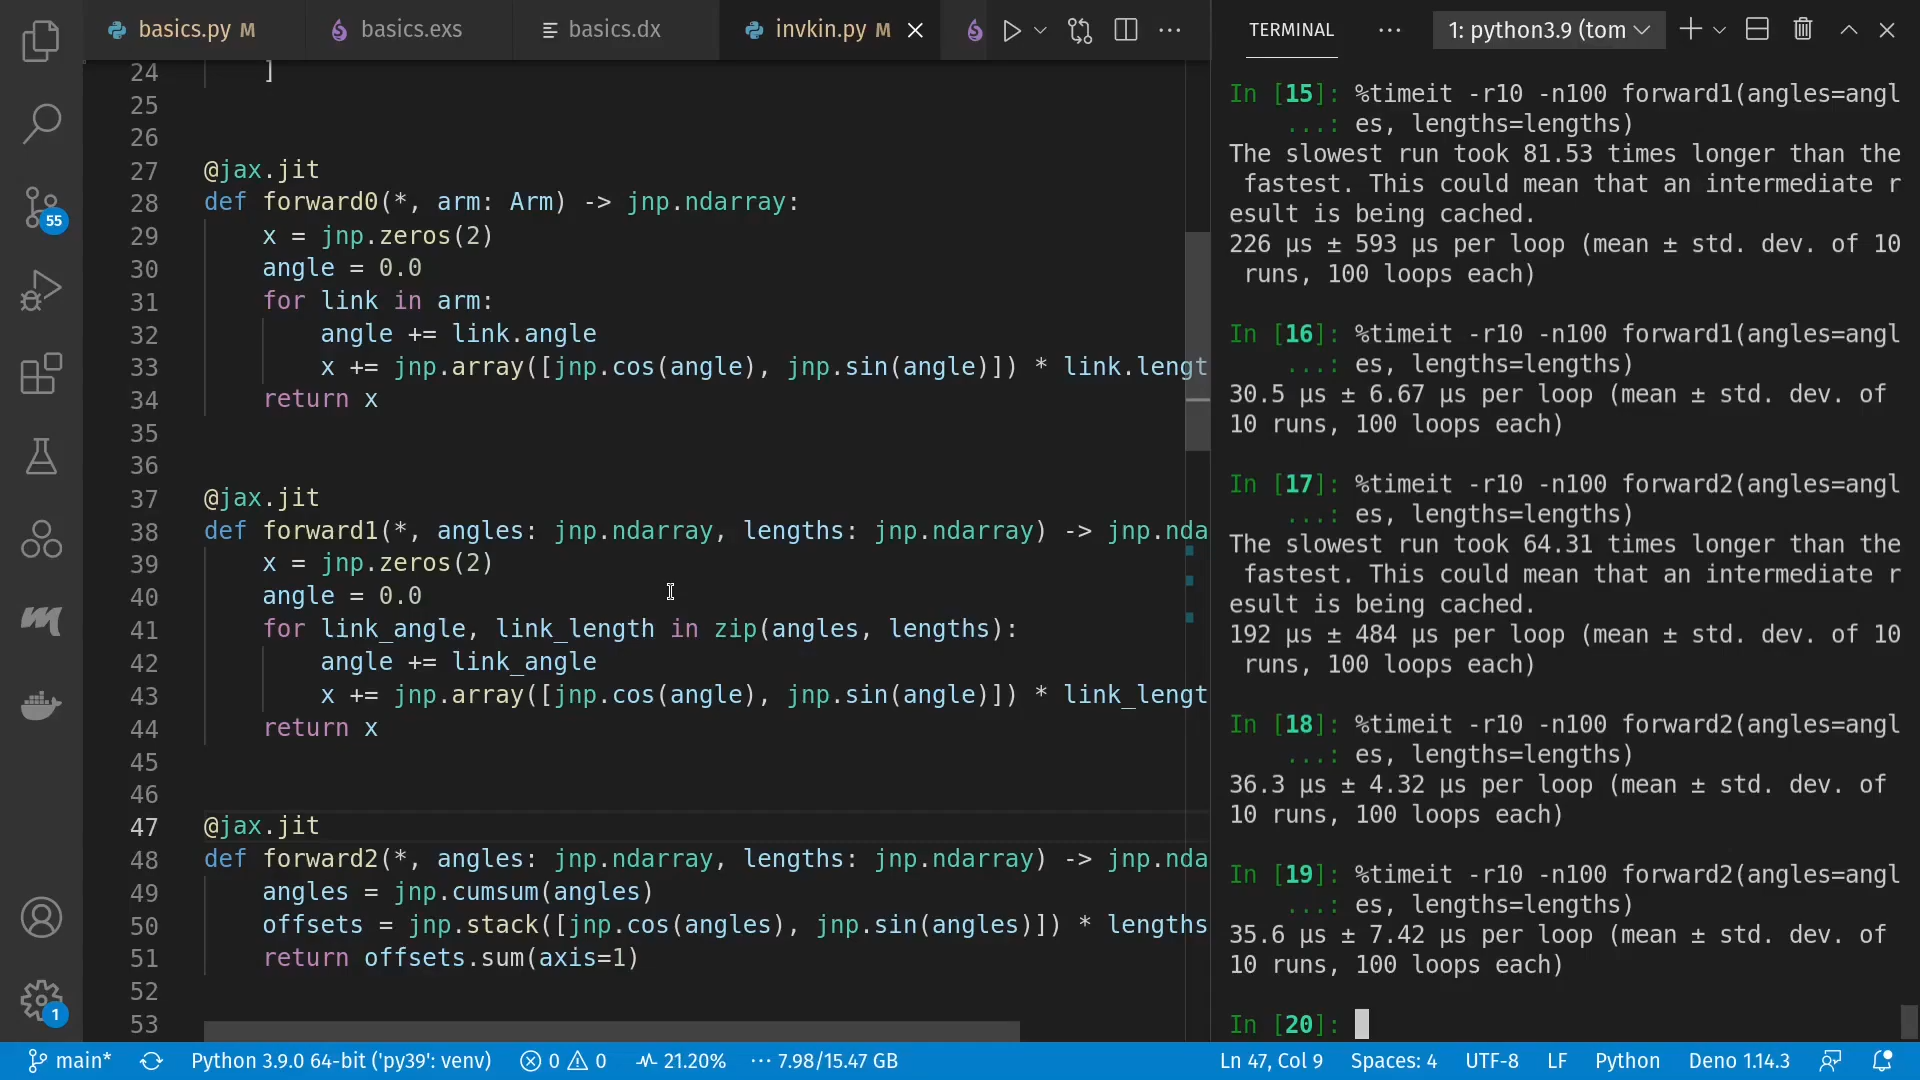 basics.py M
basics.exs
basics.dx
invkin.py M
24 ]
25
26
27 @jax.jit
28 def forward0(*, arm: Arm) -> jnp.ndarray:
29 x = jnp.zeros(2)
30 angle = 0.0
31 for link in arm:
32 angle += link.angle
33 x += jnp.array([jnp.cos(angle), jnp.sin(angle)]) * link.lengt
34 return x
35
36
37 @jax.jit
38 def forward1(*, angles: jnp.ndarray, lengths: jnp.ndarray) -> jnp.nda
39 x = jnp.zeros(2)
40 angle = 0.0
41 for link_angle, link_length in zip(angles, lengths):
42 angle += link_angle
43 x += jnp.array([jnp.cos(angle), jnp.sin(angle)]) * link_lengt
44 return x
45
46
47 @jax.jit
48 def forward2(*, angles: jnp.ndarray, lengths: jnp.ndarray) -> jnp.nda
49 angles = jnp.cumsum(angles)
50 offsets = jnp.stack([jnp.cos(angles), jnp.sin(angles)]) * lengths
51 return offsets.sum(axis=1)
52
53
55
1
TERMINAL
1: python3.9 (tom
In [15]: %timeit -r10 -n100 forward1(angles=angl
...: es, lengths=lengths)
The slowest run took 81.53 times longer than the
fastest. This could mean that an intermediate r
esult is being cached.
226 µs ± 593 µs per loop (mean ± std. dev. of 10
runs, 100 loops each)
In [16]: %timeit -r10 -n100 forward1(angles=angl
...: es, lengths=lengths)
30.5 µs ± 6.67 µs per loop (mean ± std. dev. of
10 runs, 100 loops each)
In [17]: %timeit -r10 -n100 forward2(angles=angl
...: es, lengths=lengths)
The slowest run took 64.31 times longer than the
fastest. This could mean that an intermediate r
esult is being cached.
192 µs ± 484 µs per loop (mean ± std. dev. of 10
runs, 100 loops each)
In [18]: %timeit -r10 -n100 forward2(angles=angl
...: es, lengths=lengths)
36.3 µs ± 4.32 µs per loop (mean ± std. dev. of
10 runs, 100 loops each)
In [19]: %timeit -r10 -n100 forward2(angles=angl
...: es, lengths=lengths)
35.6 µs ± 7.42 µs per loop (mean ± std. dev. of
10 runs, 100 loops each)
In [20]:
main* Python 3.9.0 64-bit ('py39': venv) 0 0 21.20% 7.98/15.47 GB Ln 47, Col 9 Spaces: 4 UTF-8 LF Python Deno 1.14.3